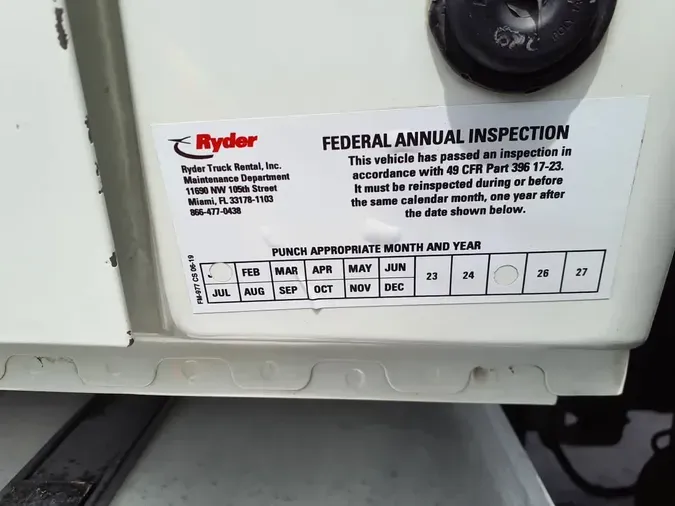 Ryder
Ryder Truck Rental, Inc.
Maintenance Department
11690 NW 105th Street
Miami, FL 33178-1103
866-477-0438
FEDERAL ANNUAL INSPECTION
This vehicle has passed an inspection in
accordance with 49 CFR Part 396 17-23.
It must be reinspected during or before
the same calendar month, one year after
the date shown below.
PUNCH APPROPRIATE MONTH AND YEAR
FEB MAR APR MAY JUN
JUL AUG SEP OCT NOV DEC
23 24 26 27
FM-977 CS 06-19